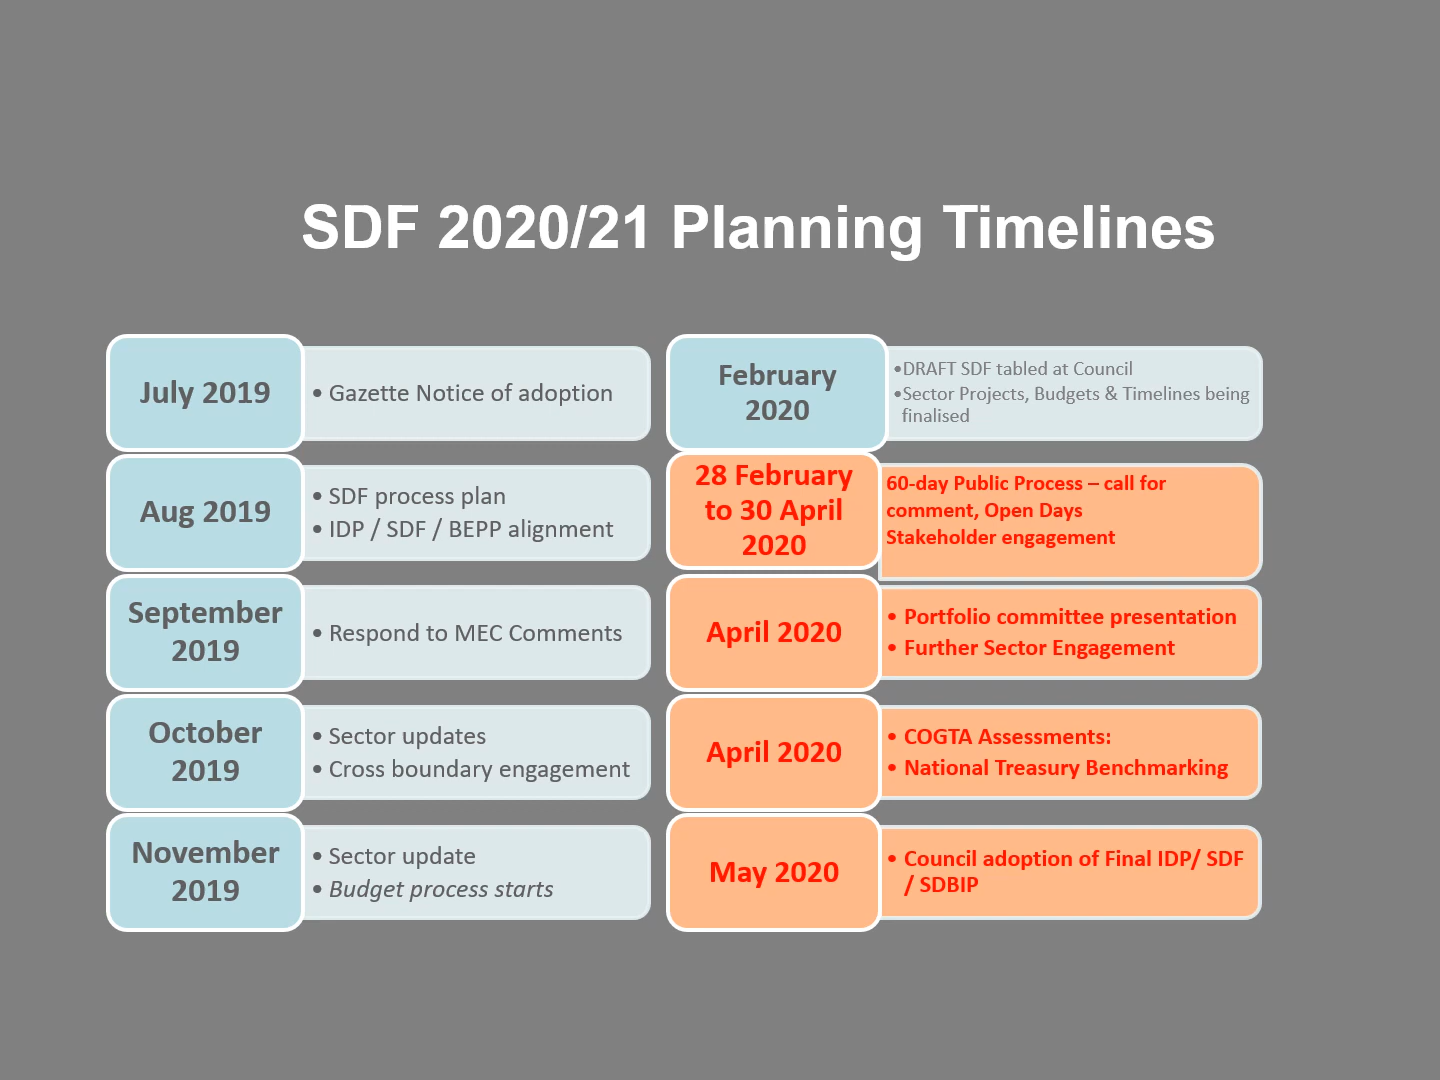 SDF 2020/21 Planning Timelines
July 2019
• Gazette Notice of adoption
Aug 2019
• SDF process plan
• IDP / SDF / BEPP alignment
September
2019
• Respond to MEC Comments
October
2019
• Sector updates
• Cross boundary engagement
November
2019
• Sector update
• Budget process starts
February
2020
•DRAFT SDF tabled at Council
•Sector Projects, Budgets & Timelines being
finalised
28 February
to 30 April
2020
60-day Public Process – call for
comment, Open Days
Stakeholder engagement
April 2020
• Portfolio committee presentation
• Further Sector Engagement
April 2020
• COGTA Assessments:
• National Treasury Benchmarking
May 2020
• Council adoption of Final IDP/ SDF
/ SDBIP